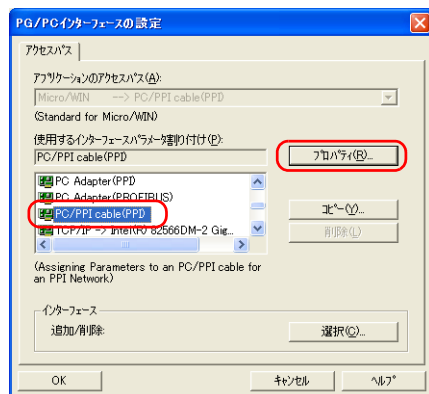 PG/PCインターフェースの設定
アクセスパス
アプリケーションのアクセスパス(A):
Micro/WIN --> PC/PPI cable(PPI)
(Standard for Micro/WIN)
使用するインターフェースパラメータ割り付け(P):
PC/PPI cable(PPI)
プロパティ(R)...
PC Adapter(PPI)
PC Adapter(PROFIBUS)
PC/PPI cable(PPI)
TCP/IP -> Intel(R) 82566DM-2 Gig...
コピー(Y)...
削除(L)
(Assigning Parameters to an PC/PPI cable for
an PPI Network)
インターフェース
追加/削除:
選択(C)...
OK
キャンセル
ヘルプ